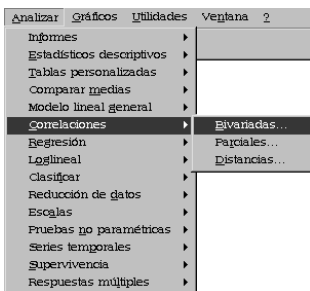 Analizar Gráficos Utilidades Ventana ?
Informes
Estadísticos descriptivos
Tablas personalizadas
Comparar medias
Modelo lineal general
Correlaciones
Bivariadas...
Regresión
Parciales...
Loglineal
Distancias...
Clasificar
Reducción de datos
Escalas
Pruebas no paramétricas
Series temporales
Supervivencia
Respuestas múltiples